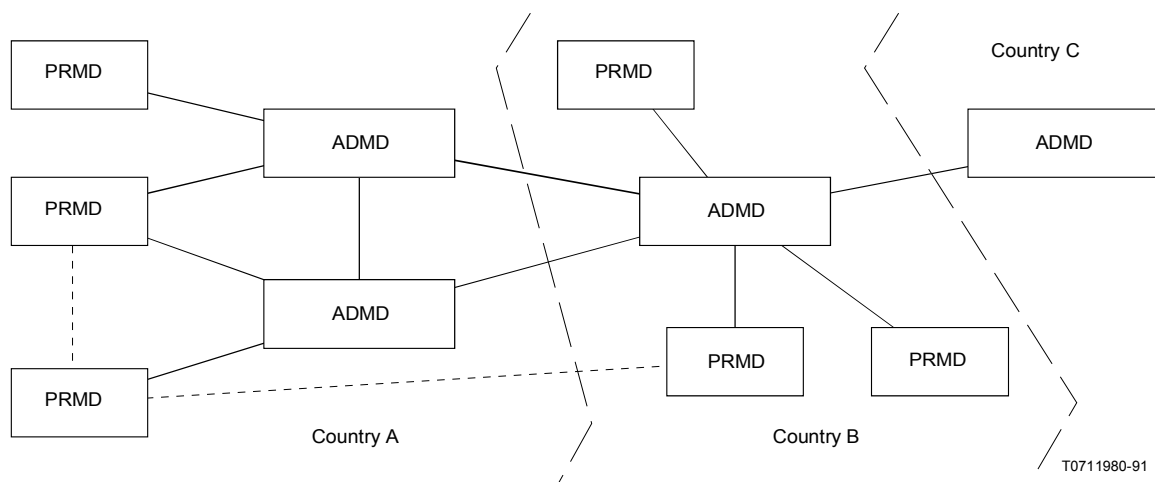 PRMD
PRMD
Country C
ADMD
ADMD
PRMD
ADMD
ADMD
PRMD
PRMD
PRMD
Country A
Country B
T0711980-91